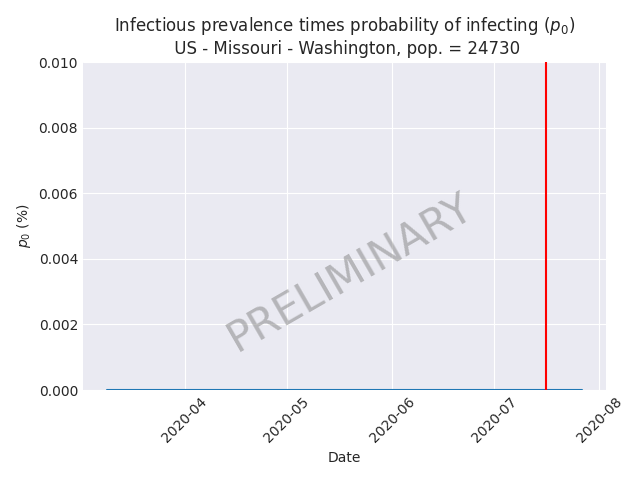 Infectious prevalence times probability of infecting (p₀)
US - Missouri - Washington, pop. = 24730
0.010
0.008
0.006
0.004
0.002
0.000
p₀ (%)
PRELIMINARY
2020-04
2020-05
2020-06
2020-07
2020-08
Date